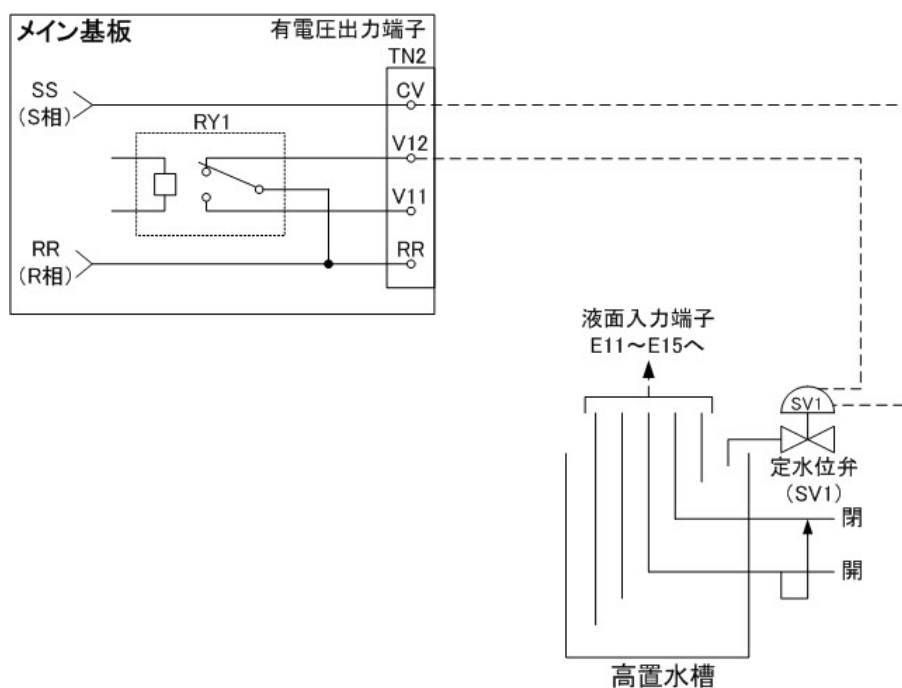 メイン基板
有電圧出力端子
TN2
SS
(S相)
CV
RY1
V12
V11
RR
(R相)
RR
液面入力端子
E11～E15へ
SV1
定水位弁
(SV1)
閉
開
高置水槽